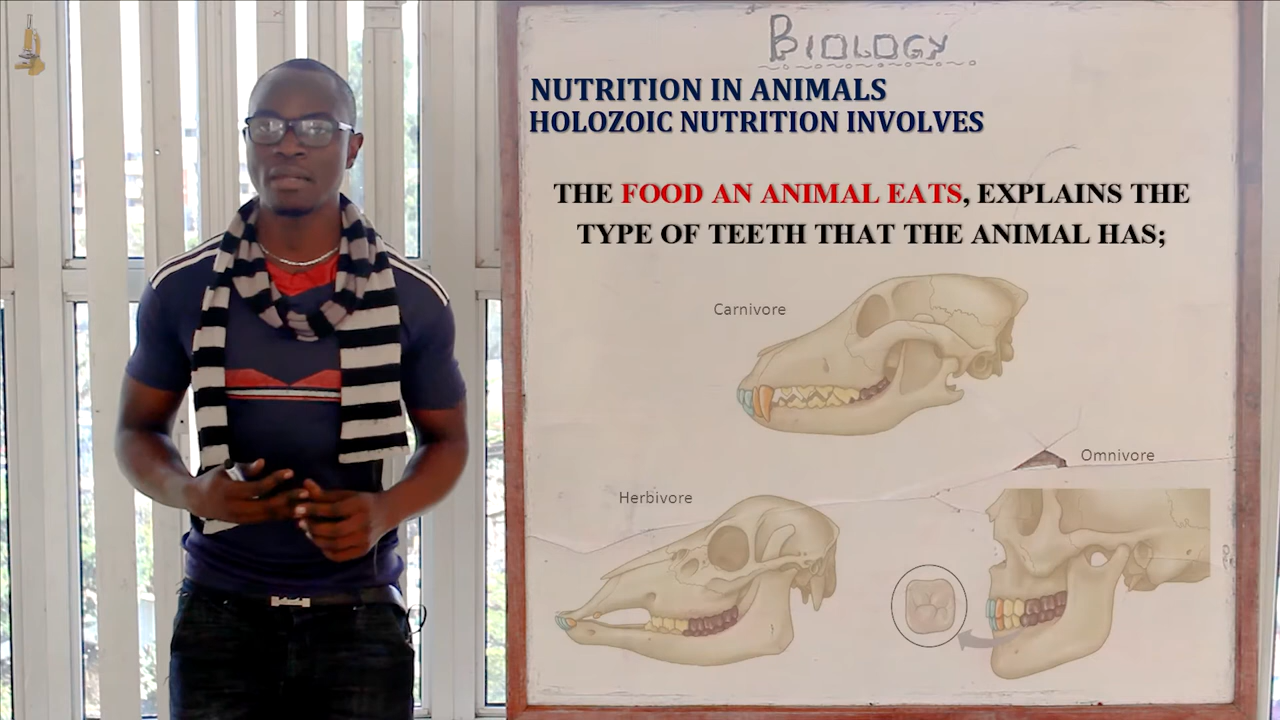 BIOLOGY
NUTRITION IN ANIMALS
HOLOZOIC NUTRITION INVOLVES
THE FOOD AN ANIMAL EATS, EXPLAINS THE
TYPE OF TEETH THAT THE ANIMAL HAS;
Carnivore
Omnivore
Herbivore